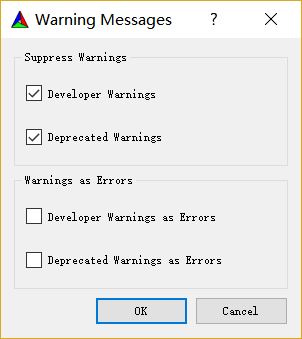 Warning Messages ?
Suppress Warnings
Developer Warnings
Deprecated Warnings
Warnings as Errors
Developer Warnings as Errors
Deprecated Warnings as Errors
OK Cancel